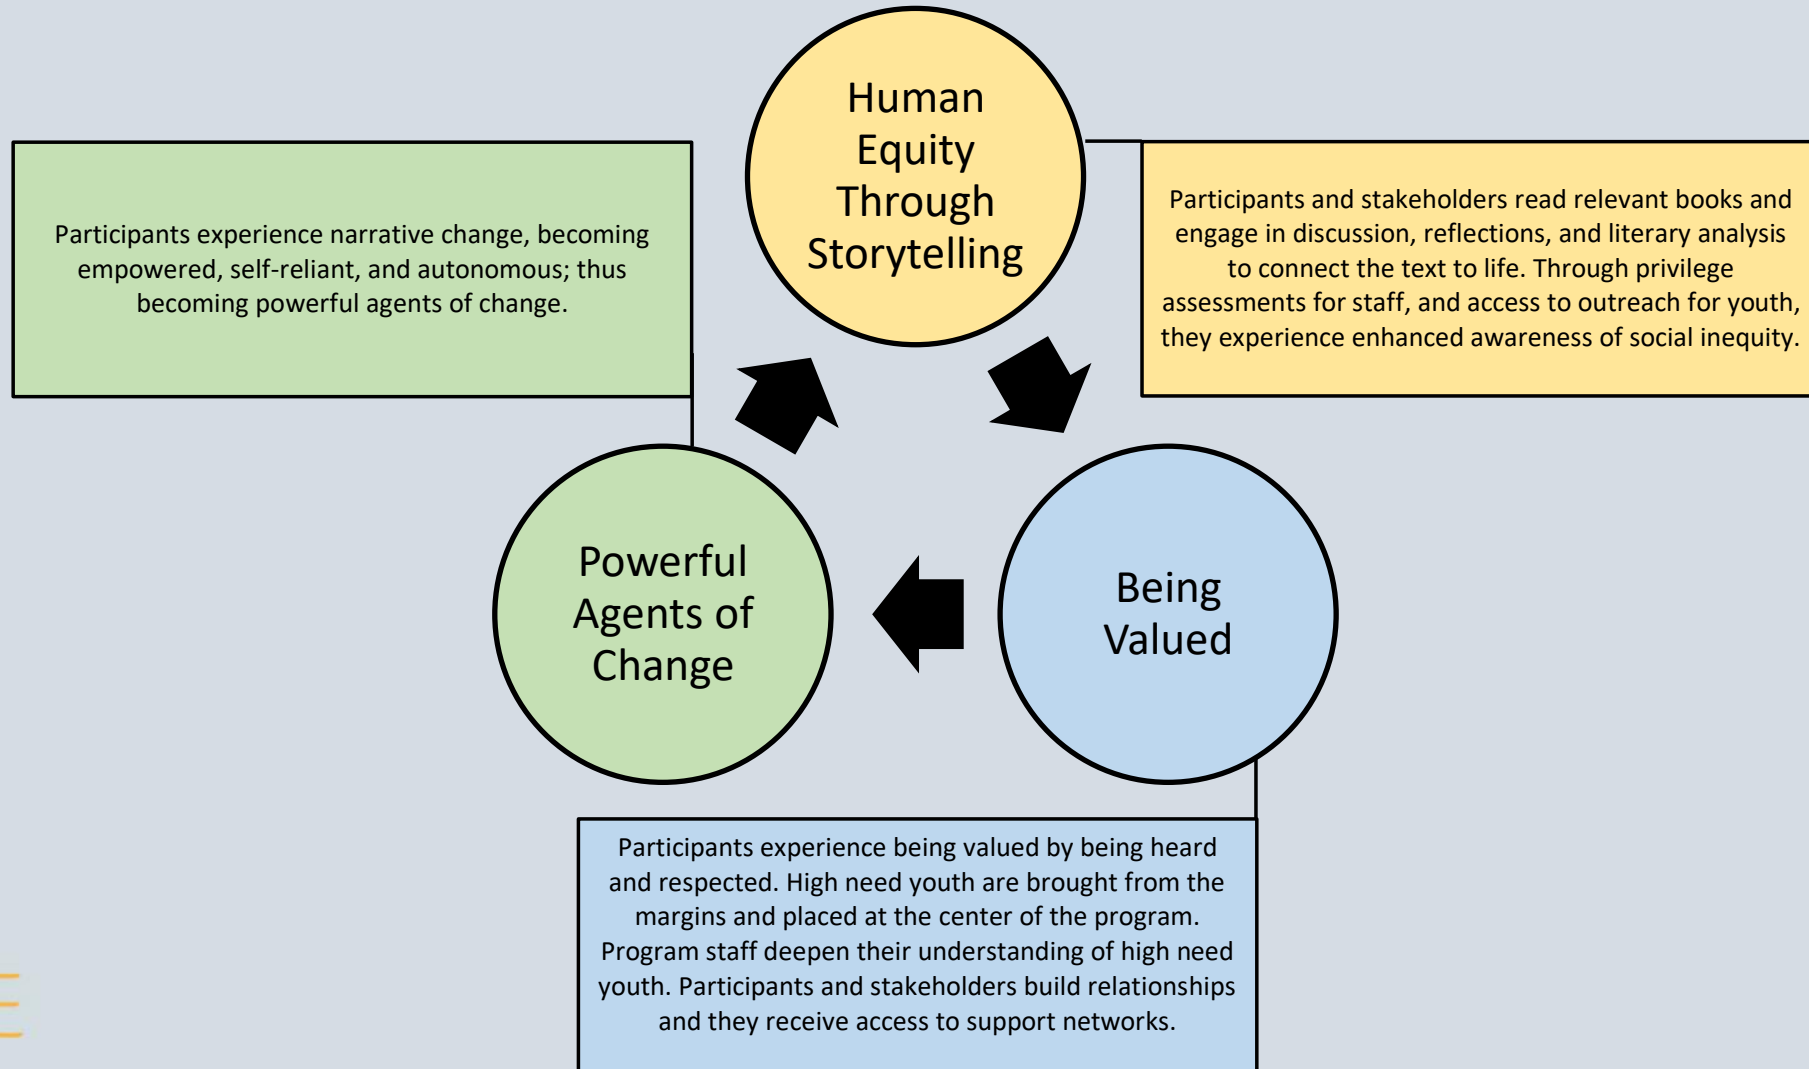 Human
Equity
Through
Storytelling
Participants and stakeholders read relevant books and
engage in discussion, reflections, and literary analysis
to connect the text to life. Through privilege
assessments for staff, and access to outreach for youth,
they experience enhanced awareness of social inequity.
Being
Valued
Participants experience being valued by being heard
and respected. High need youth are brought from the
margins and placed at the center of the program.
Program staff deepen their understanding of high need
youth. Participants and stakeholders build relationships
and they receive access to support networks.
Powerful
Agents of
Change
Participants experience narrative change, becoming
empowered, self-reliant, and autonomous; thus
becoming powerful agents of change.